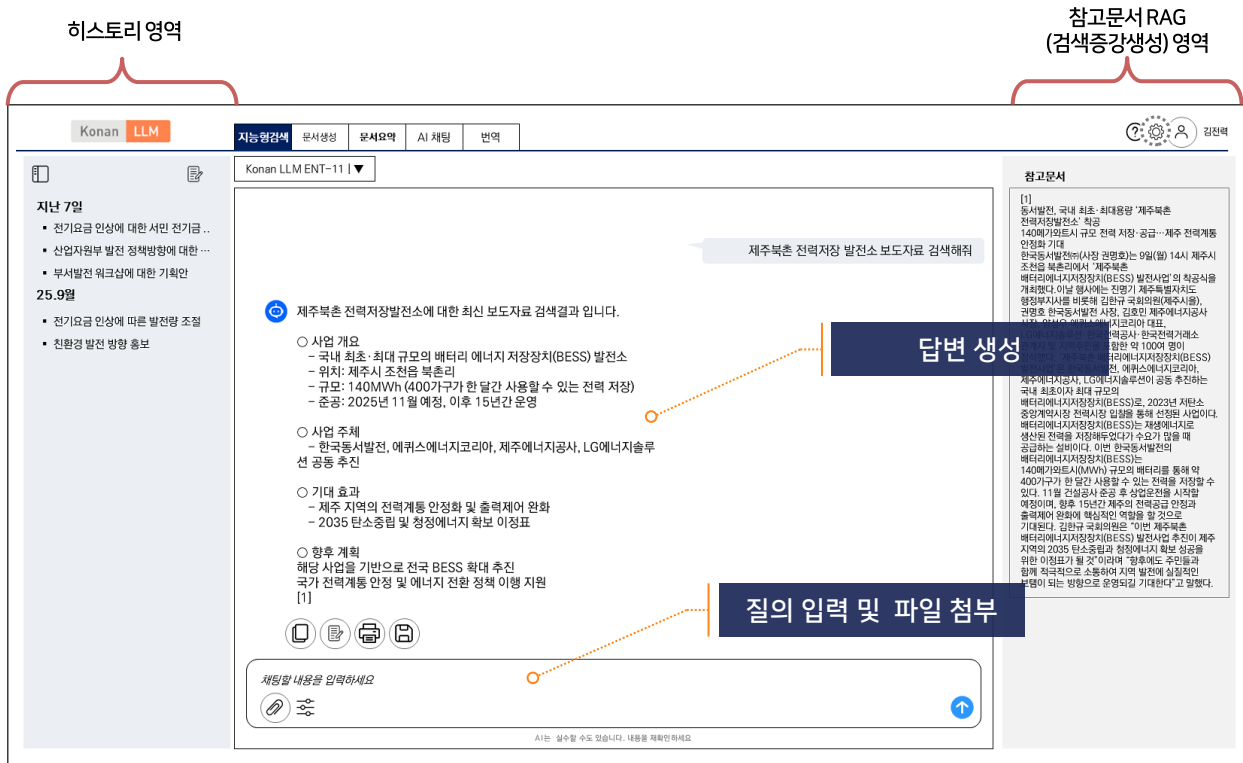 히스토리 영역
참고문서 RAG
(검색증강생성) 영역
Konan LLM
지능형검색 문서생성 문서요약 AI 채팅 번역
김전력
Konan LLM ENT-11 | ▼
지난 7일
▪ 전기요금 인상에 대한 서민 전기금 ..
▪ 산업자원부 발전 정책방향에 대한 …
▪ 부서발전 워크샵에 대한 기획안
25.9월
▪ 전기요금 인상에 따른 발전량 조절
▪ 친환경 발전 방향 홍보
제주북촌 전력저장 발전소 보도자료 검색해줘
제주북촌 전력저장발전소에 대한 최신 보도자료 검색결과 입니다.
○ 사업 개요
– 국내 최초·최대 규모의 배터리 에너지 저장장치(BESS) 발전소
– 위치: 제주시 조천읍 북촌리
– 규모: 140MWh (400가구가 한 달간 사용할 수 있는 전력 저장)
– 준공: 2025년 11월 예정, 이후 15년간 운영
○ 사업 주체
– 한국동서발전, 에퀴스에너지코리아, 제주에너지공사, LG에너지솔루
션 공동 추진
○ 기대 효과
– 제주 지역의 전력계통 안정화 및 출력제어 완화
– 2035 탄소중립 및 청정에너지 확보 이정표
○ 향후 계획
해당 사업을 기반으로 전국 BESS 확대 추진
국가 전력계통 안정 및 에너지 전환 정책 이행 지원
[1]
답변 생성
질의 입력 및 파일 첨부
채팅할 내용을 입력하세요
AI는 실수할 수도 있습니다. 내용을 재확인하세요
참고문서
[1]
동서발전, 국내 최초·최대용량 '제주북촌
전력저장발전소' 착공
140메가와트시 규모 전력 저장·공급…제주 전력계통
안정화 기대
한국동서발전㈜(사장 권명호)는 9일(월) 14시 제주시
조천읍 북촌리에서 '제주북촌
배터리에너지저장장치(BESS) 발전사업'의 착공식을
개최했다.이날 행사에는 진명기 제주특별자치도
행정부지사를 비롯해 김한규 국회의원(제주시을),
권명호 한국동서발전 사장, 김호민 제주에너지공사
너지코리아 대표,
전력공사·한국전력거래소
함한 약 100여 명이
터리에너지저장장치(BESS)
전, 에퀴스에너지코리아,
제주에너지공사, LG에너지솔루션이 공동 추진하는
국내 최초이자 최대 규모의
배터리에너지저장장치(BESS)로, 2023년 저탄소
중앙계약시장 전력시장 입찰을 통해 선정된 사업이다.
배터리에너지저장장치(BESS)는 재생에너지로
생산된 전력을 저장해두었다가 수요가 많을 때
공급하는 설비이다. 이번 한국동서발전의
배터리에너지저장장치(BESS)는
140메가와트시(MWh) 규모의 배터리를 통해 약
400가구가 한 달간 사용할 수 있는 전력을 저장할 수
있다. 11월 건설공사 준공 후 상업운전을 시작할
예정이며, 향후 15년간 제주의 전력공급 안정과
출력제어 완화에 핵심적인 역할을 할 것으로
기대된다. 김한규 국회의원은 "이번 제주북촌
배터리에너지저장장치(BESS) 발전사업 추진이 제주
지역의 2035 탄소중립과 청정에너지 확보 성공을
위한 이정표가 될 것"이라며 "향후에도 주민들과
함께 적극적으로 소통하여 지역 발전에 실질적인
보탬이 되는 방향으로 운영되길 기대한다"고 말했다.